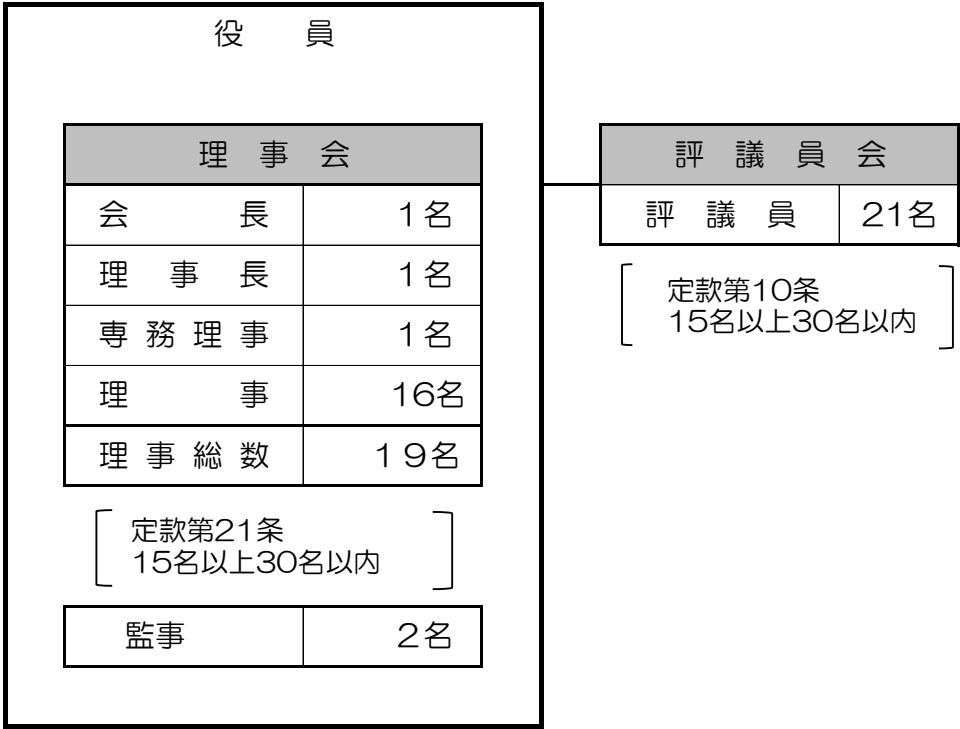 役　員
理　事　会
会　長　1名
理　事　長　1名
専務理事　1名
理　事　16名
理事総数　19名
定款第21条
15名以上30名以内
監事　2名
評　議　員　会
評　議　員　21名
定款第10条
15名以上30名以内